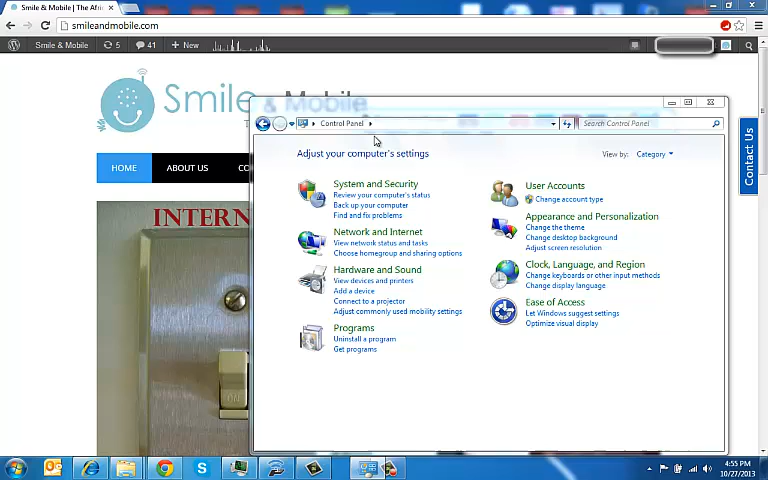 Smile & Mobile | The Afric
smileandmobile.com
Smile & Mobile
5
41
+ New
Smile & Mobile
T
HOME
ABOUT US
CO
Contact Us
INTERN
ON
Control Panel
Search Control Panel
Adjust your computer's settings
View by:
Category
System and Security
Review your computer's status
Back up your computer
Find and fix problems
Network and Internet
View network status and tasks
Choose homegroup and sharing options
Hardware and Sound
View devices and printers
Add a device
Connect to a projector
Adjust commonly used mobility settings
Programs
Uninstall a program
Get programs
User Accounts
Change account type
Appearance and Personalization
Change the theme
Change desktop background
Adjust screen resolution
Clock, Language, and Region
Change keyboards or other input methods
Change display language
Ease of Access
Let Windows suggest settings
Optimize visual display
4:55 PM
10/27/2013